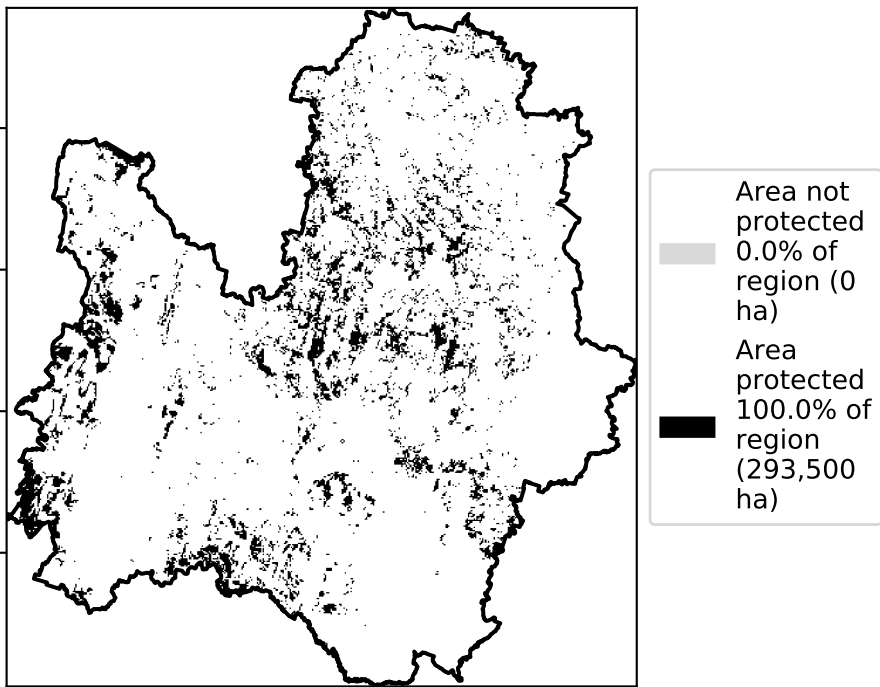 Area not
protected
0.0% of
region (0
ha)
Area
protected
100.0% of
region
(293,500
ha)